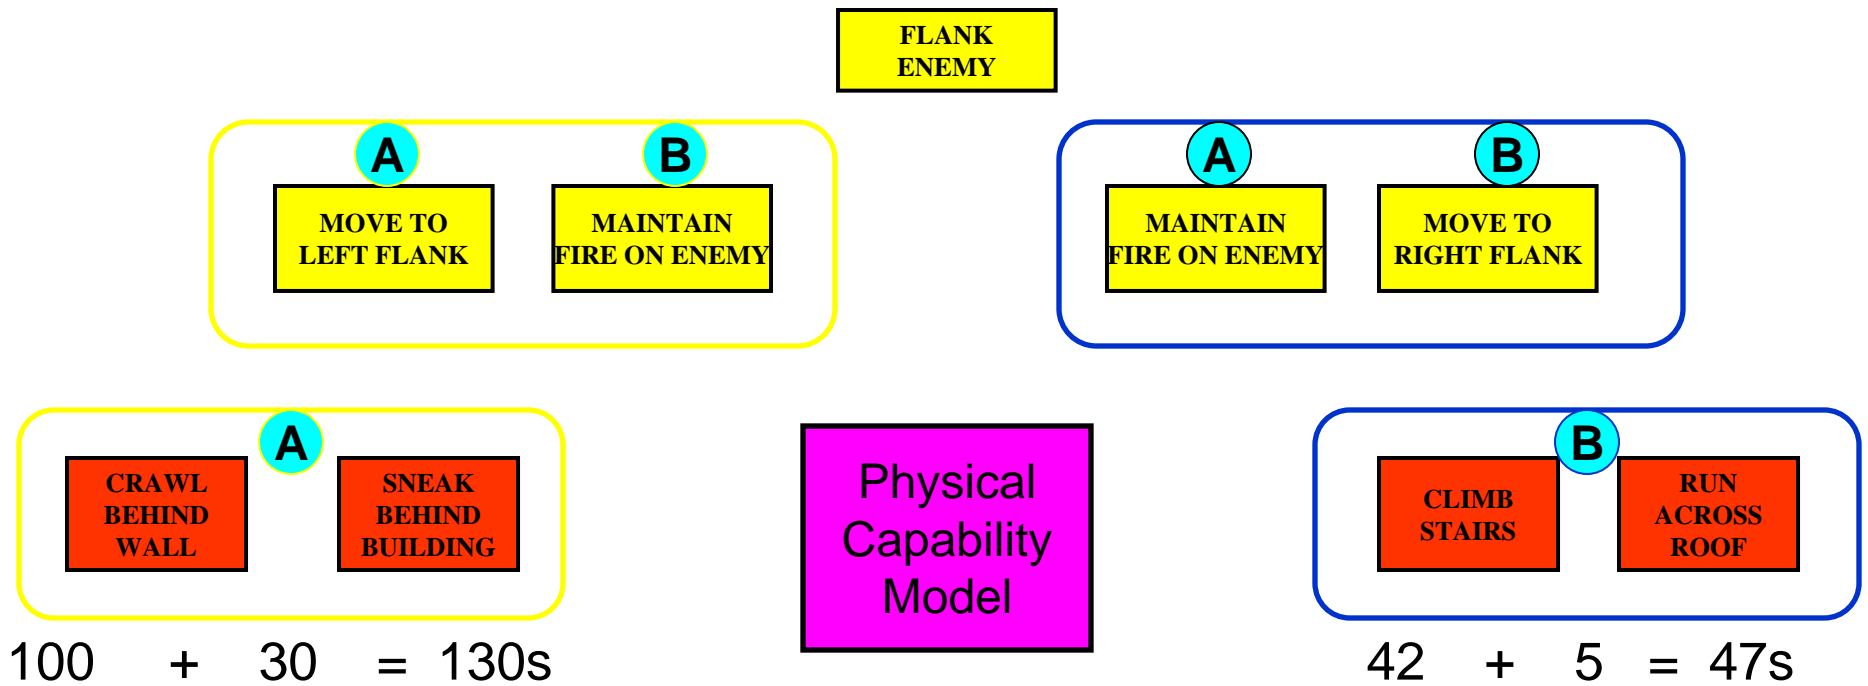 FLANK
ENEMY
A
B
A
B
MOVE TO
LEFT FLANK
MAINTAIN
FIRE ON ENEMY
MAINTAIN
FIRE ON ENEMY
MOVE TO
RIGHT FLANK
A
CRAWL
BEHIND
WALL
SNEAK
BEHIND
BUILDING
Physical
Capability
Model
B
CLIMB
STAIRS
RUN
ACROSS
ROOF
100 + 30 = 130s
42 + 5 = 47s